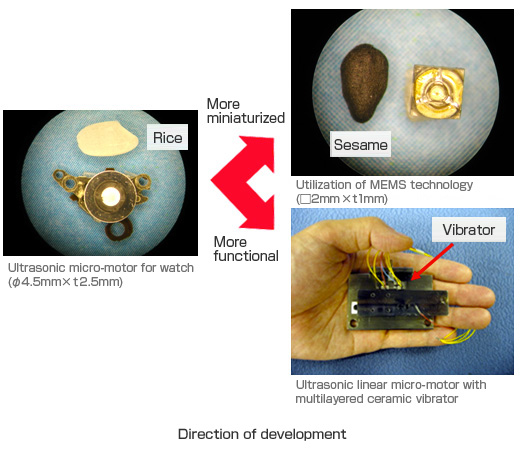 More
miniaturized
Rice
Sesame
Utilization of MEMS technology
(□2mm×t1mm)
More
functional
Vibrator
Ultrasonic micro-motor for watch
(φ4.5mm×t2.5mm)
Ultrasonic linear micro-motor with
multilayered ceramic vibrator
Direction of development